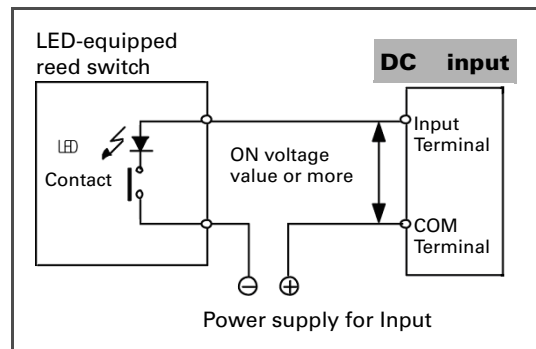 LED-equipped
reed switch
DC input
LED
Contact
ON voltage
value or more
Input
Terminal
COM
Terminal
⊖ ⊕
Power supply for Input